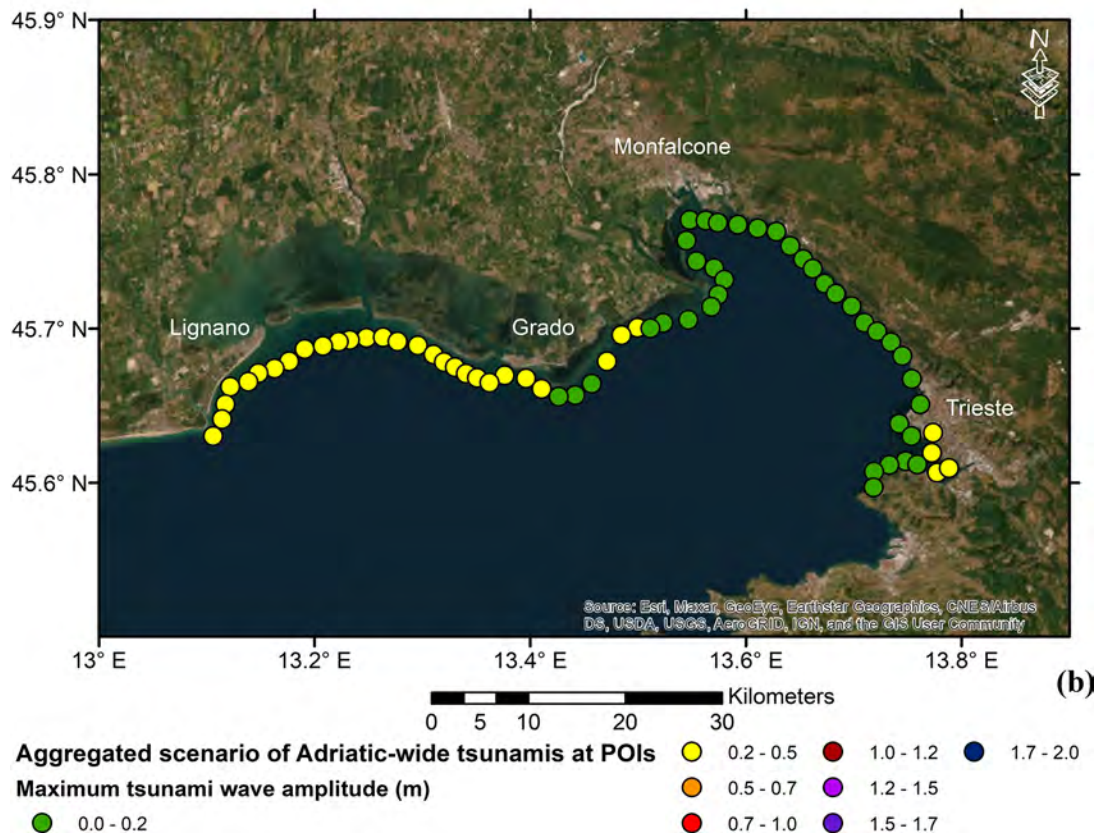 45.9° N
N
Monfalcone
45.8° N
Lignano
Grado
45.7° N
Trieste
45.6° N
Source: Esri, Maxar, GeoEye, Earthstar Geographics, CNES/Airbus
DS, USDA, USGS, AeroGRID, IGN, and the GIS User Community
13° E 13.2° E 13.4° E 13.6° E 13.8° E
(b)
Kilometers
0 5 10 20 30
Aggregated scenario of Adriatic-wide tsunamis at POIs
Maximum tsunami wave amplitude (m)
0.0 - 0.2
0.2 - 0.5
0.5 - 0.7
0.7 - 1.0
1.0 - 1.2
1.2 - 1.5
1.5 - 1.7
1.7 - 2.0